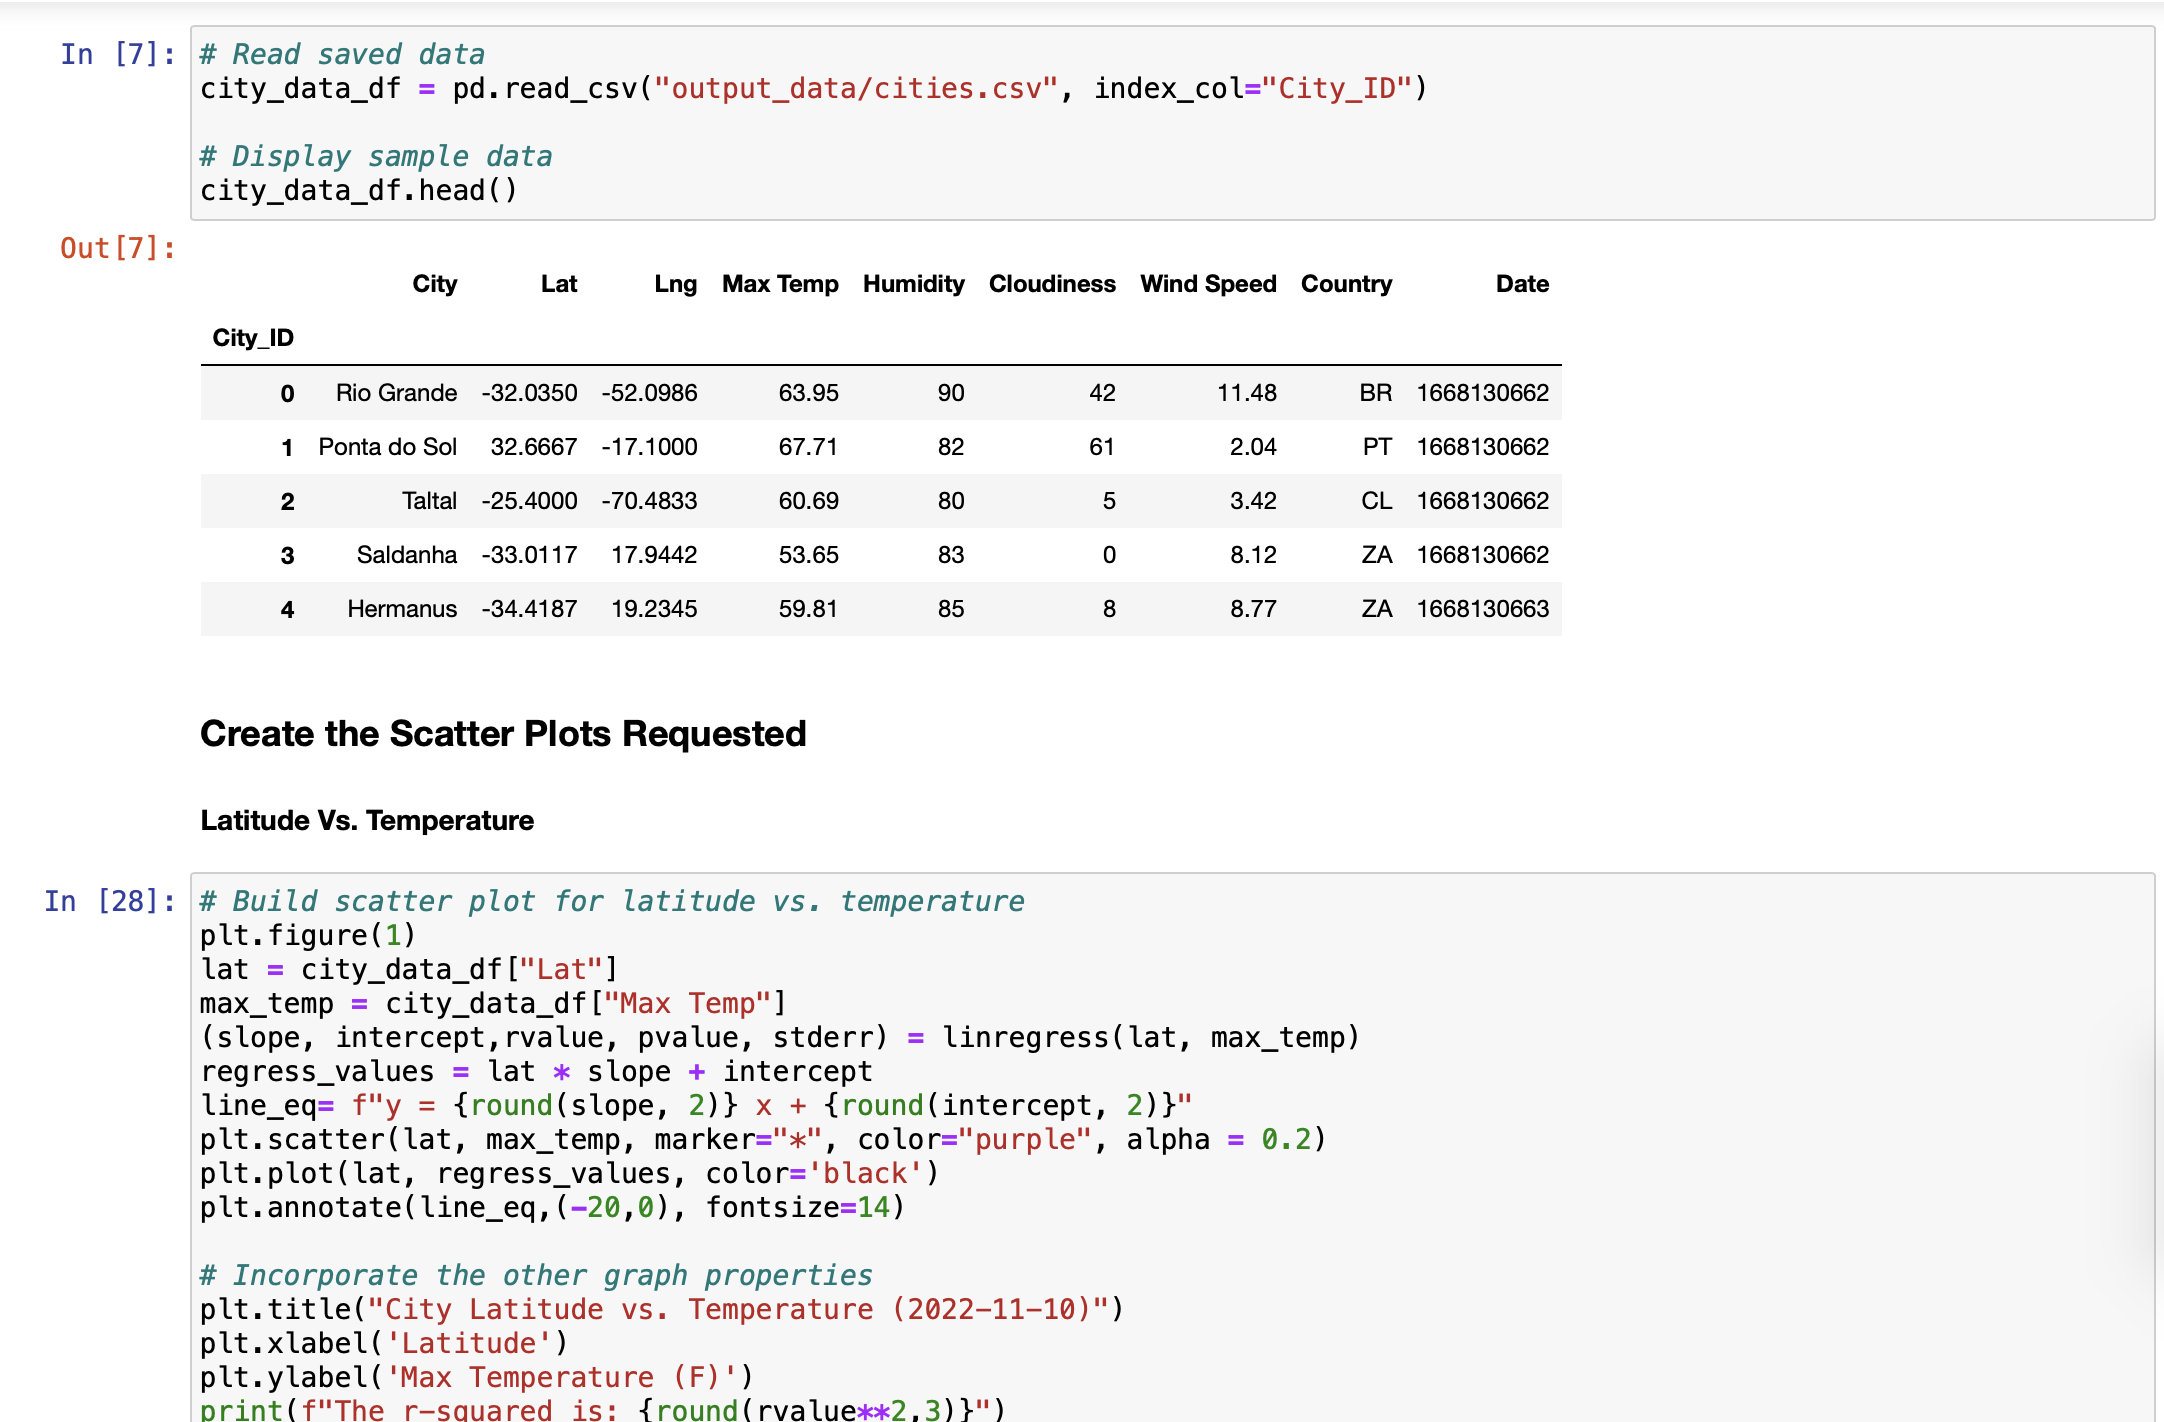 In [7]:
# Read saved data
city_data_df = pd.read_csv("output_data/cities.csv", index_col="City_ID")
# Display sample data
city_data_df.head()
Out[7]:
City Lat Lng Max Temp Humidity Cloudiness Wind Speed Country Date
City_ID
0 Rio Grande -32.0350 -52.0986 63.95 90 42 11.48 BR 1668130662
1 Ponta do Sol 32.6667 -17.1000 67.71 82 61 2.04 PT 1668130662
2 Taltal -25.4000 -70.4833 60.69 80 5 3.42 CL 1668130662
3 Saldanha -33.0117 17.9442 53.65 83 0 8.12 ZA 1668130662
4 Hermanus -34.4187 19.2345 59.81 85 8 8.77 ZA 1668130663
Create the Scatter Plots Requested
Latitude Vs. Temperature
In [28]:
# Build scatter plot for latitude vs. temperature
plt.figure(1)
lat = city_data_df["Lat"]
max_temp = city_data_df["Max Temp"]
(slope, intercept,rvalue, pvalue, stderr) = linregress(lat, max_temp)
regress_values = lat * slope + intercept
line_eq= f"y = {round(slope, 2)} x + {round(intercept, 2)}"
plt.scatter(lat, max_temp, marker="*", color="purple", alpha = 0.2)
plt.plot(lat, regress_values, color='black')
plt.annotate(line_eq,(-20,0), fontsize=14)
# Incorporate the other graph properties
plt.title("City Latitude vs. Temperature (2022-11-10)")
plt.xlabel('Latitude')
plt.ylabel('Max Temperature (F)')
print(f"The r-squared is: {round(rvalue**2,3)}")